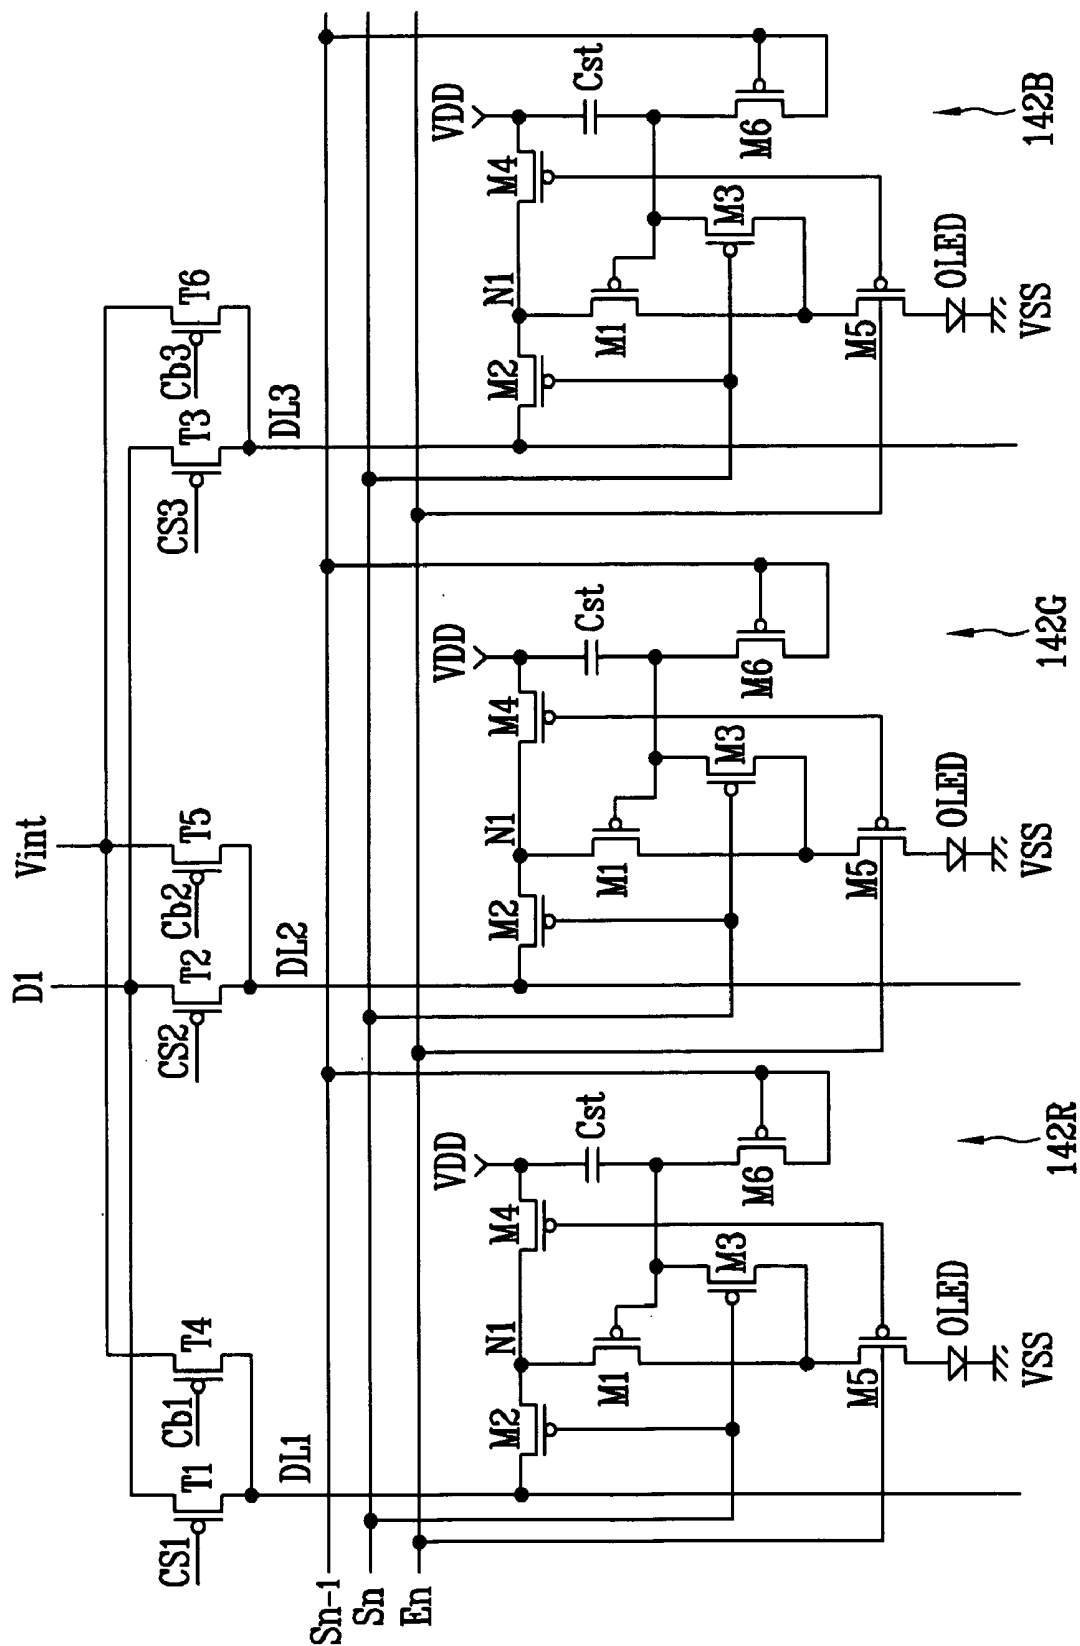 D1
Vint
CS1
T1
Cb1
T4
CS2
T2
Cb2
T5
CS3
T3
Cb3
T6
DL1
DL2
DL3
Sn-1
Sn
En
M2
N1
M4
VDD
M1
Cst
M3
M6
M5
OLED
VSS
142R
M2
N1
M4
VDD
M1
Cst
M3
M6
M5
OLED
VSS
142G
M2
N1
M4
VDD
M1
Cst
M3
M6
M5
OLED
VSS
142B